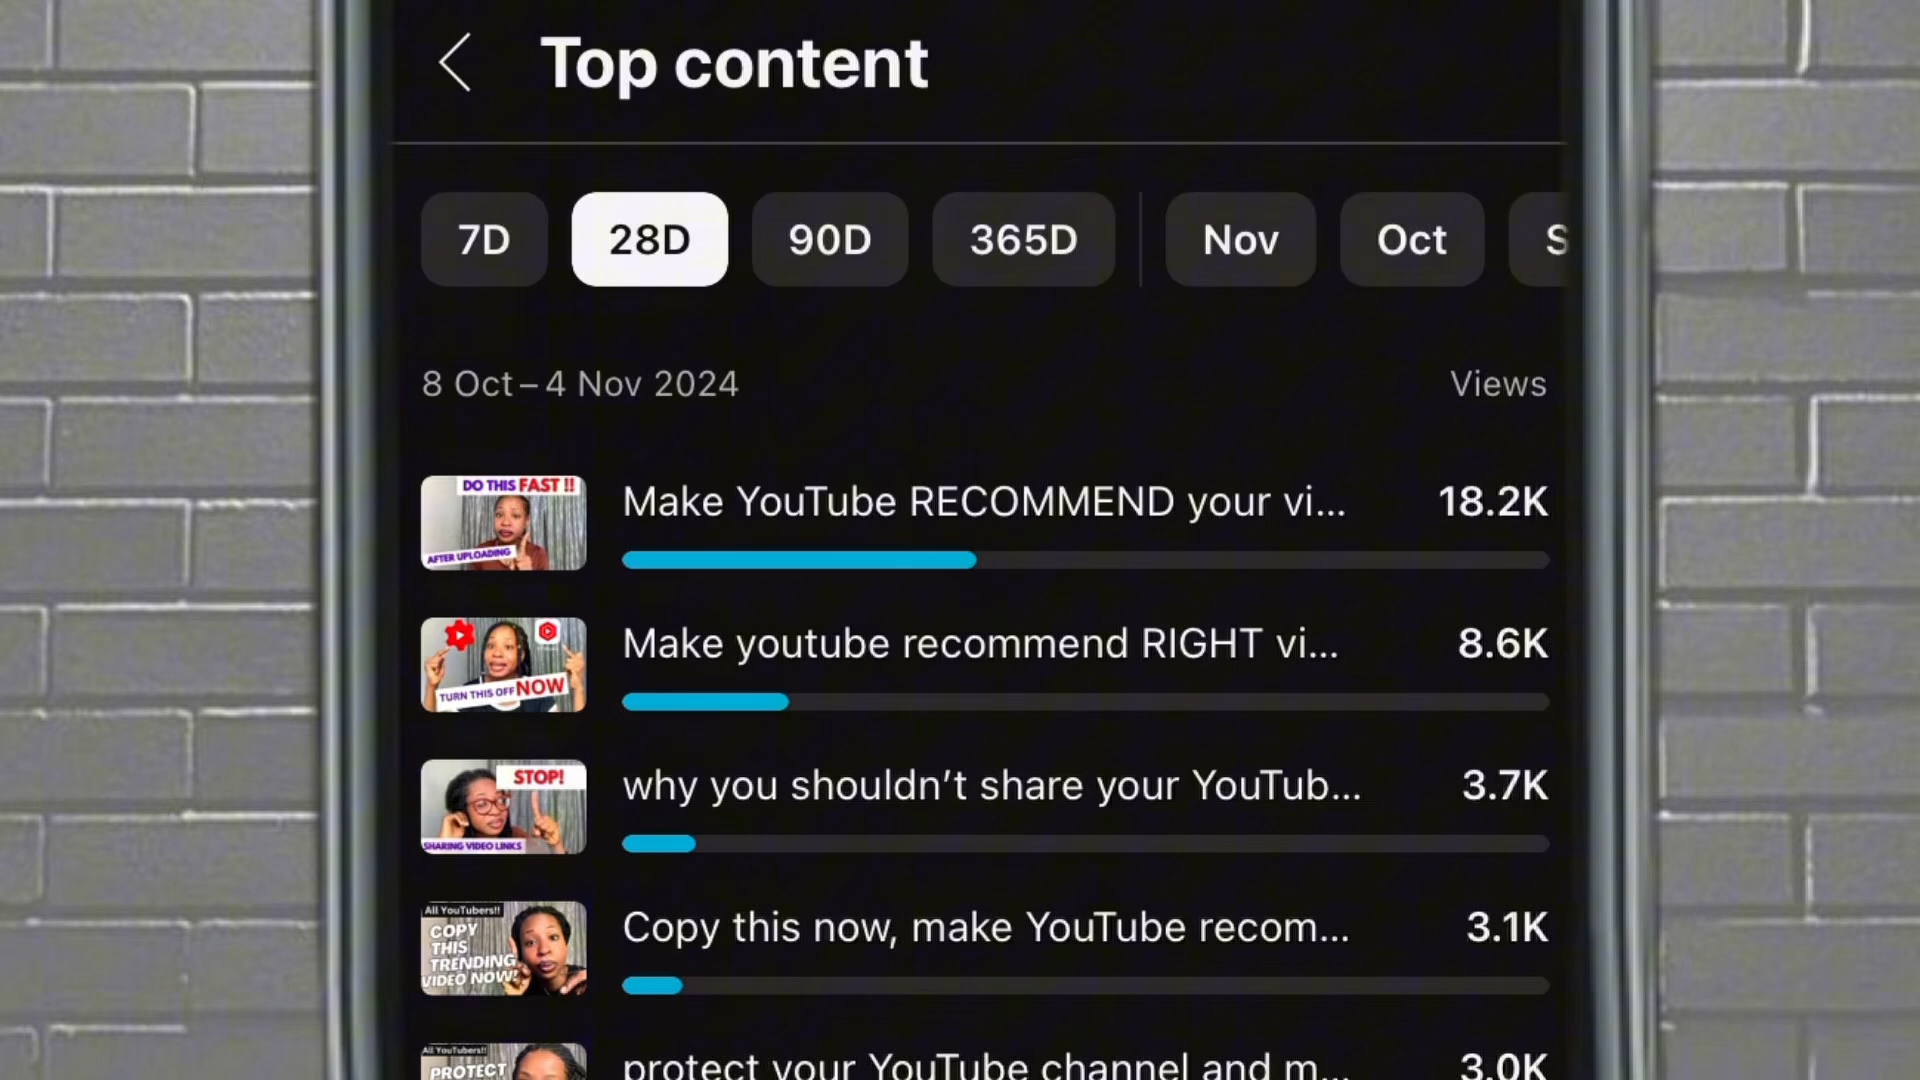 Top content
7D 28D 90D 365D Nov Oct S
8 Oct – 4 Nov 2024 Views
DO THIS FAST !!
AFTER UPLOADING
Make YouTube RECOMMEND your vi... 18.2K
TURN THIS OFF NOW
Make youtube recommend RIGHT vi... 8.6K
STOP!
SHARING VIDEO LINKS
why you shouldn't share your YouTub... 3.7K
All YouTubers!!
COPY
THIS
TRENDING
VIDEO NOW!
Copy this now, make YouTube recom... 3.1K
All YouTubers!!
PROTECT
protect your YouTube channel and m... 3.0K